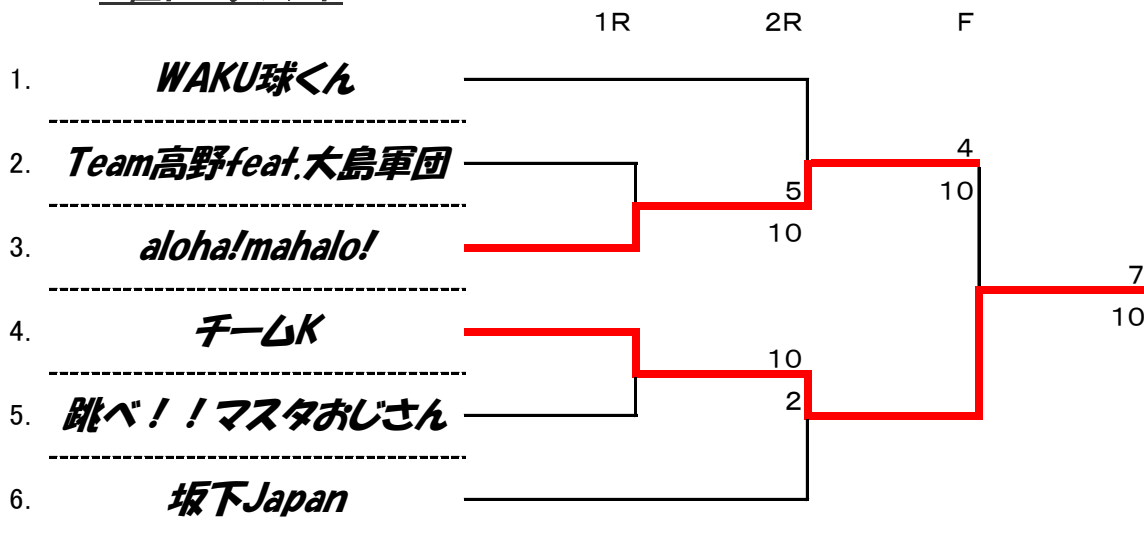 1R 2R F
1. WAKU球くん
4
2. Team高野feat.大島軍団
5 10
10
3. aloha!mahalo!
7
10
4. チームK
10
2
5. 跳べ！！マスタおじさん
6. 坂下Japan